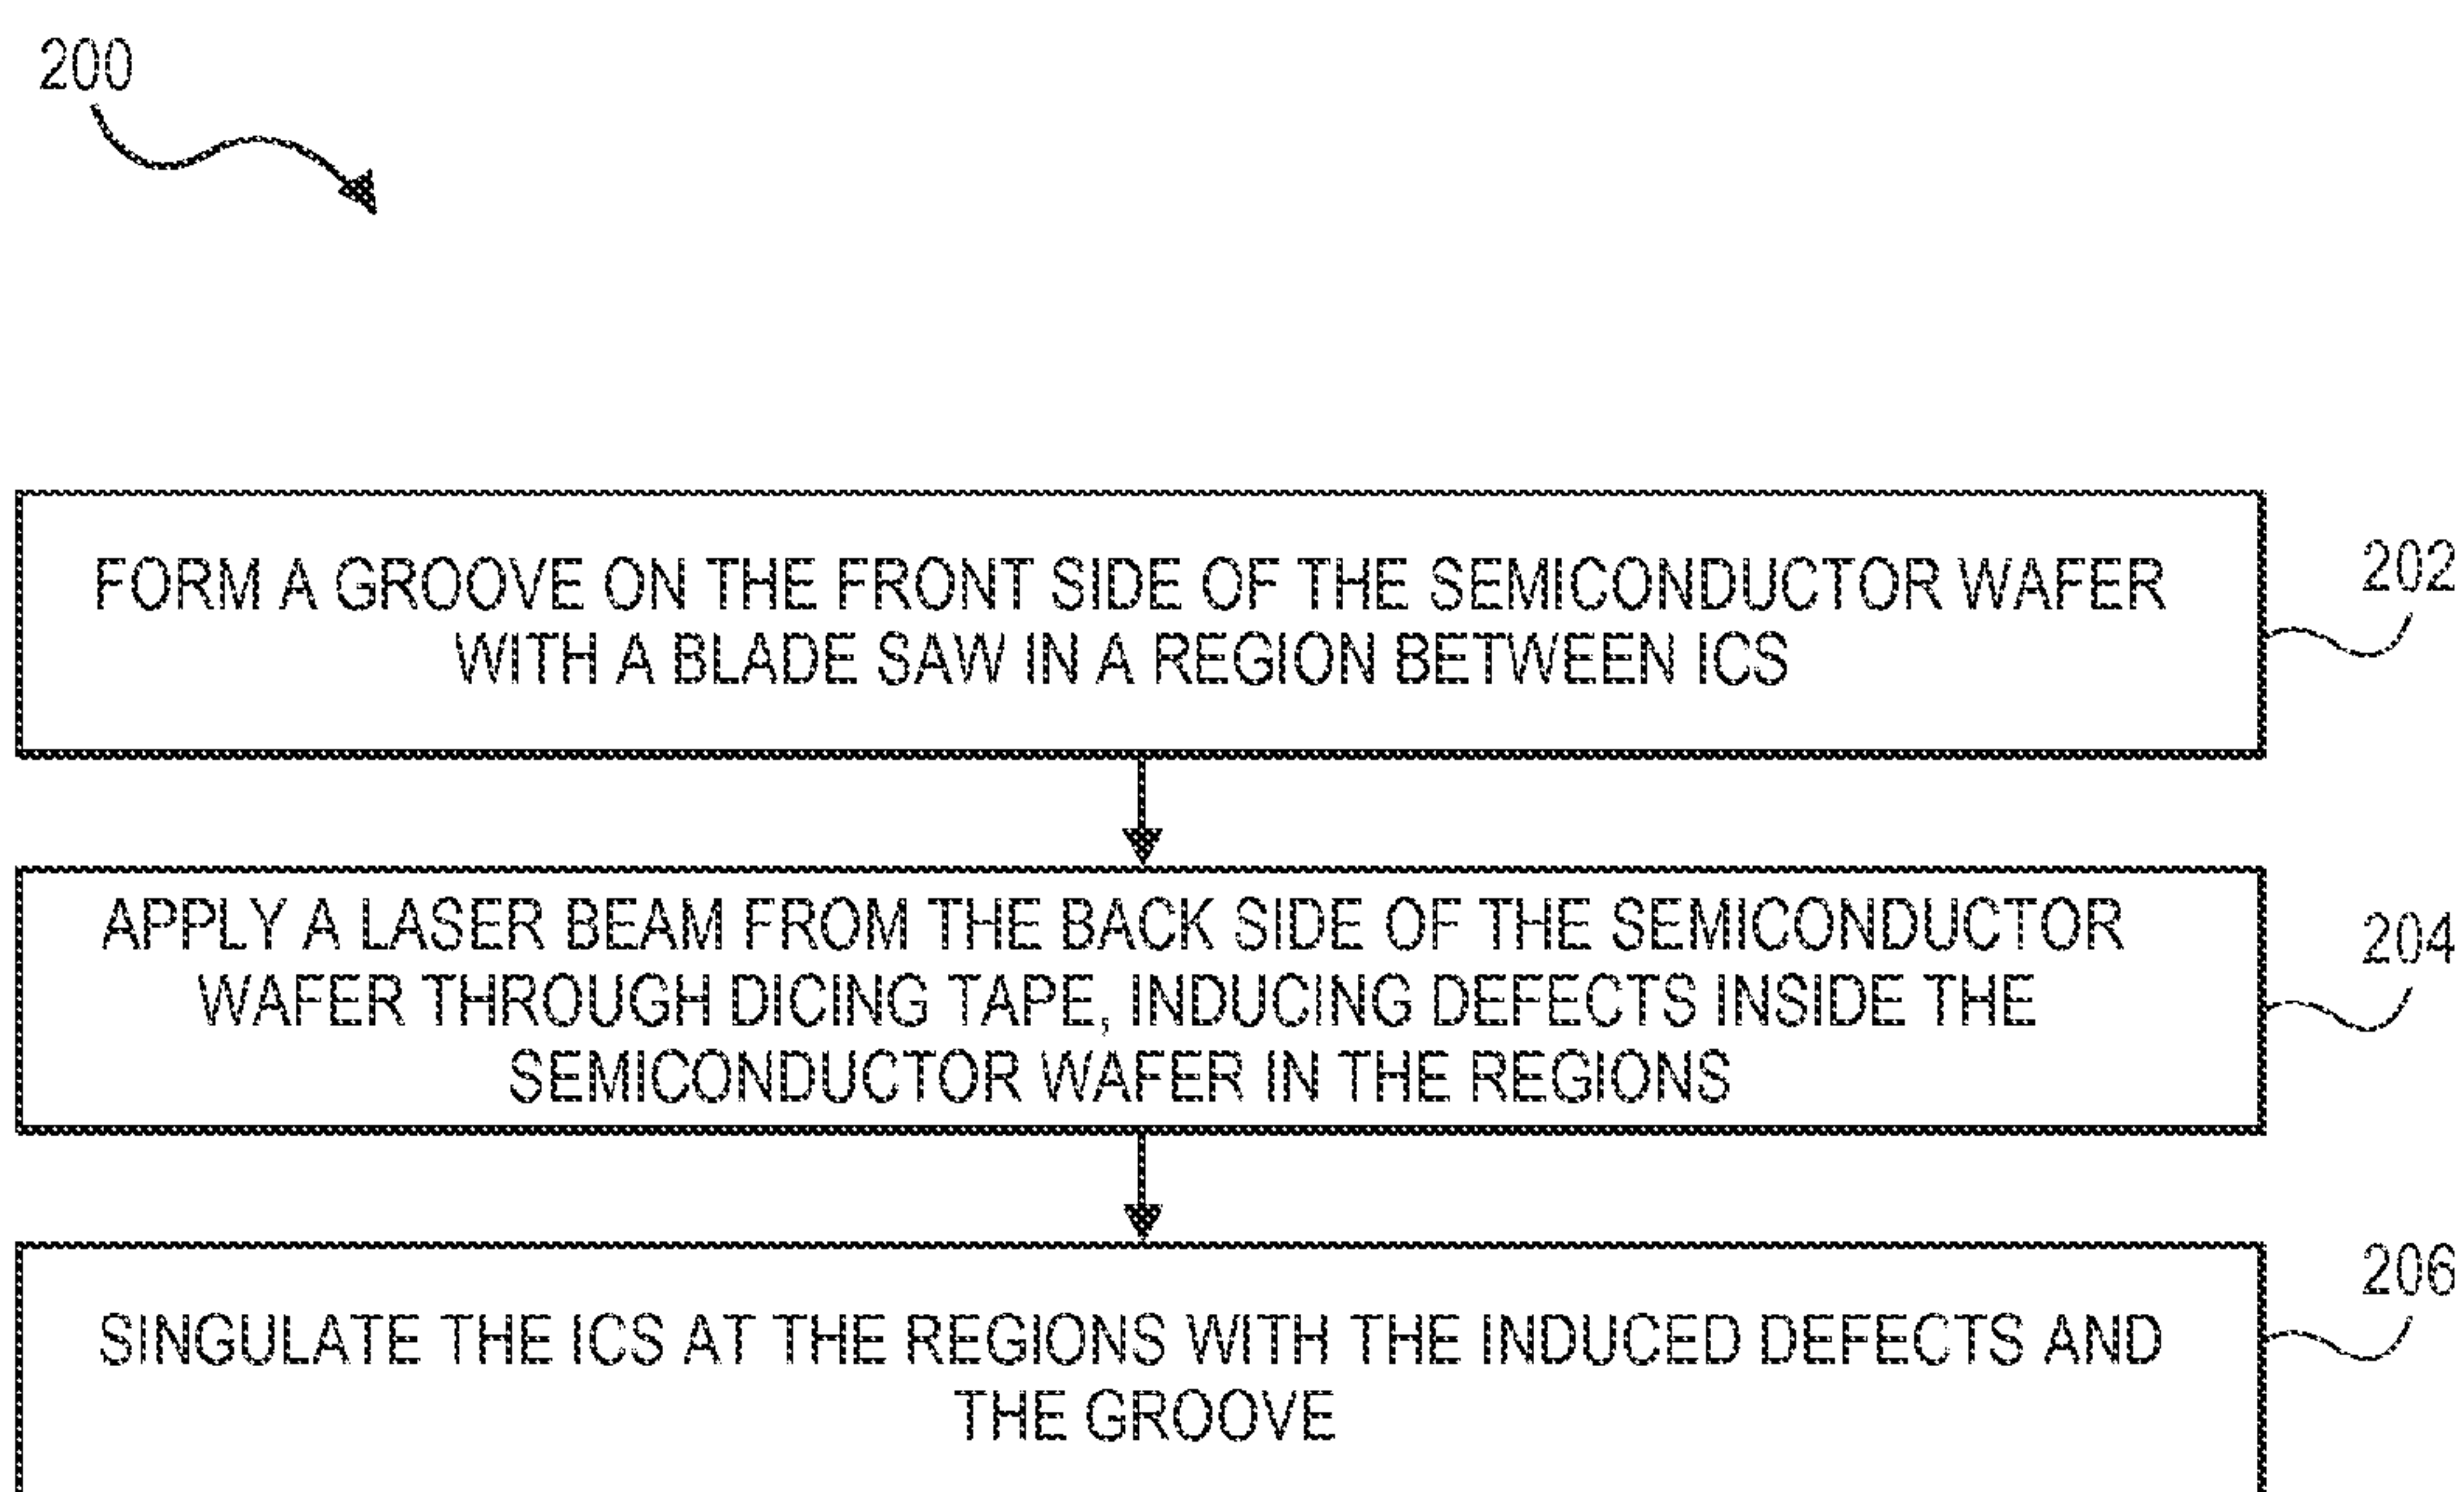 200
FORM A GROOVE ON THE FRONT SIDE OF THE SEMICONDUCTOR WAFER
WITH A BLADE SAW IN A REGION BETWEEN ICS
202
APPLY A LASER BEAM FROM THE BACK SIDE OF THE SEMICONDUCTOR
WAFER THROUGH DICING TAPE, INDUCING DEFECTS INSIDE THE
SEMICONDUCTOR WAFER IN THE REGIONS
204
SINGULATE THE ICS AT THE REGIONS WITH THE INDUCED DEFECTS AND
THE GROOVE
206